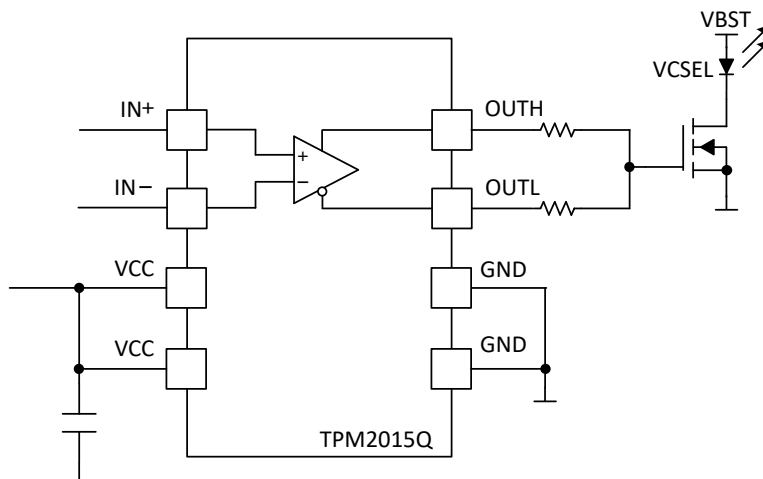 VBST
VCSEL
IN+
OUTH
+
−
IN−
OUTL
VCC
GND
VCC
GND
TPM2015Q